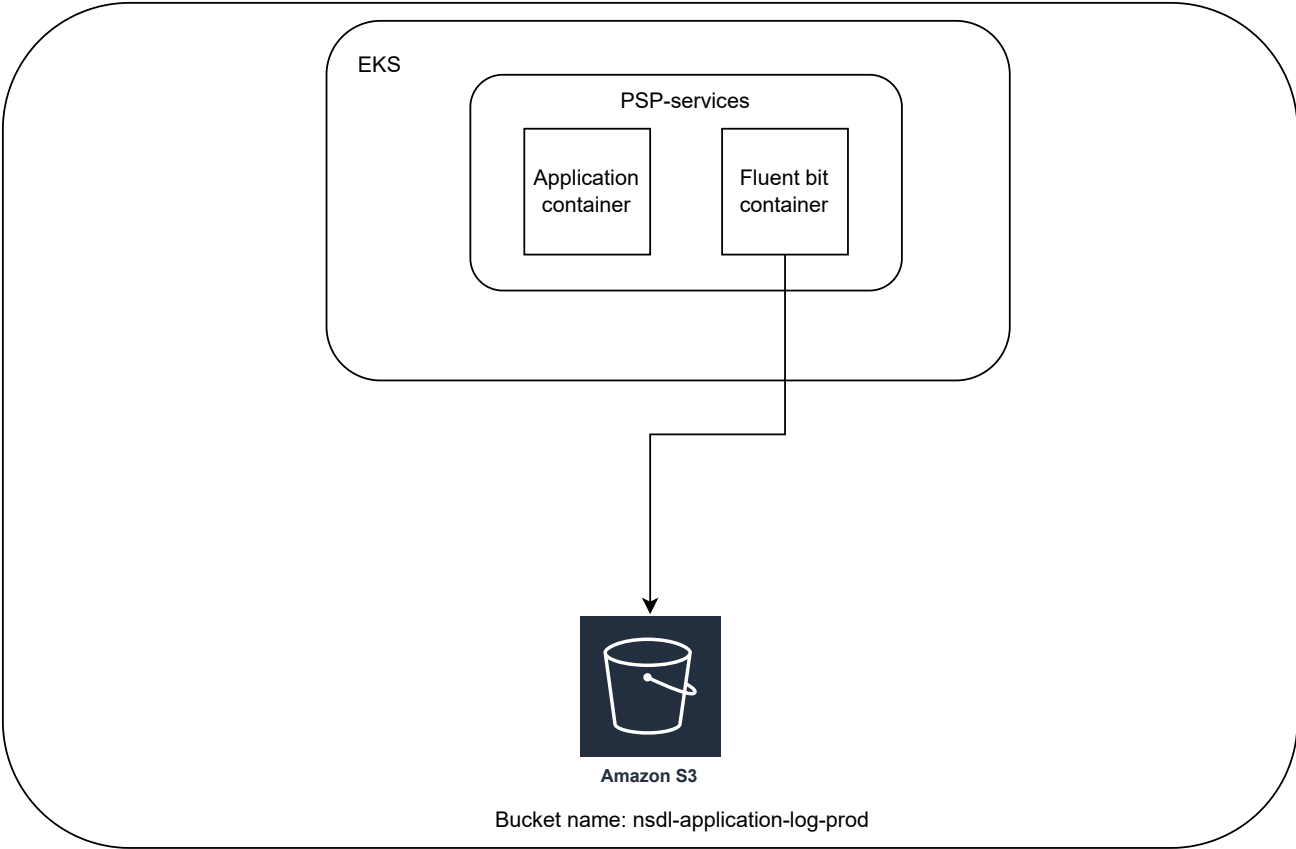 EKS
PSP-services
Application
container
Fluent bit
container
Amazon S3
Bucket name: nsdl-application-log-prod